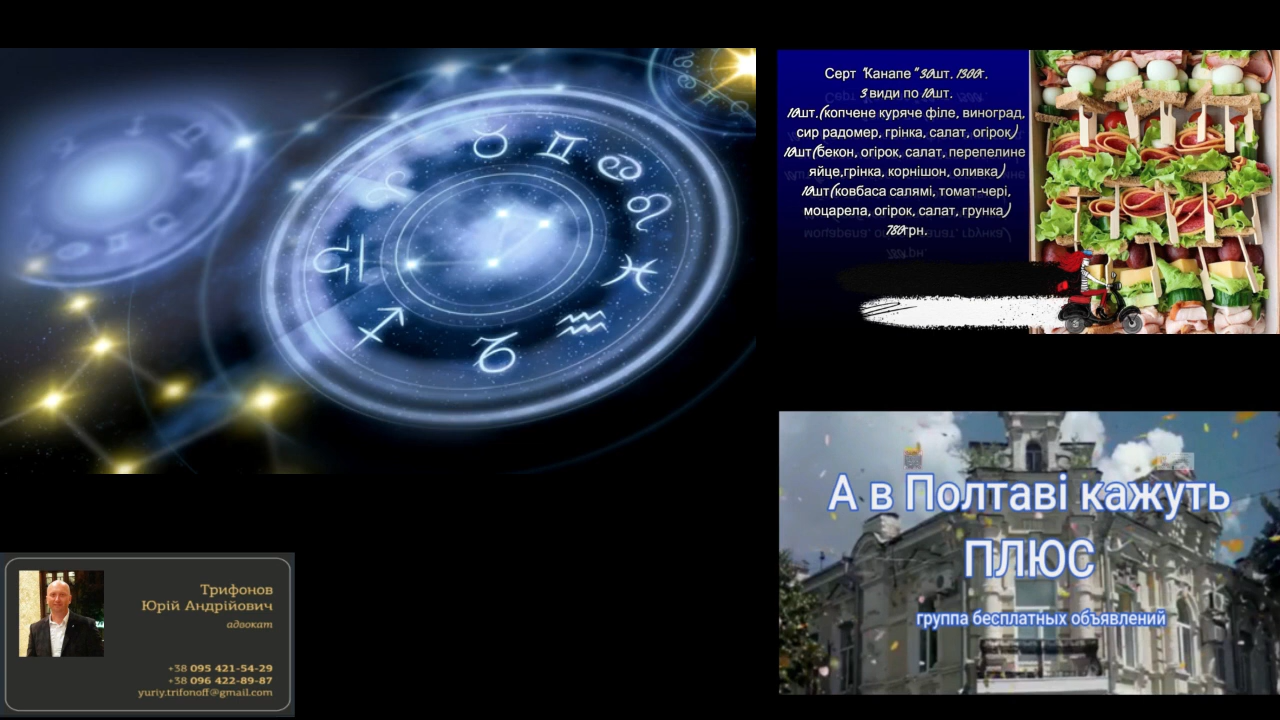 Серт "Канапе" 30шт. 1300г.
3 види по 10шт.
10шт.(копчене куряче філе, виноград,
сир радомер, грінка, салат, огірок)
10шт(бекон, огірок, салат, перепелине
яйце,грінка, корнішон, оливка)
10шт(ковбаса салямі, томат-чері,
моцарела, огірок, салат, грунка)
780грн.
А в Полтаві кажуть
ПЛЮС
группа бесплатных объявлений
Трифонов
Юрій Андрійович
адвокат
+38 095 421-54-29
+38 096 422-89-87
yuriy.trifonoff@gmail.com